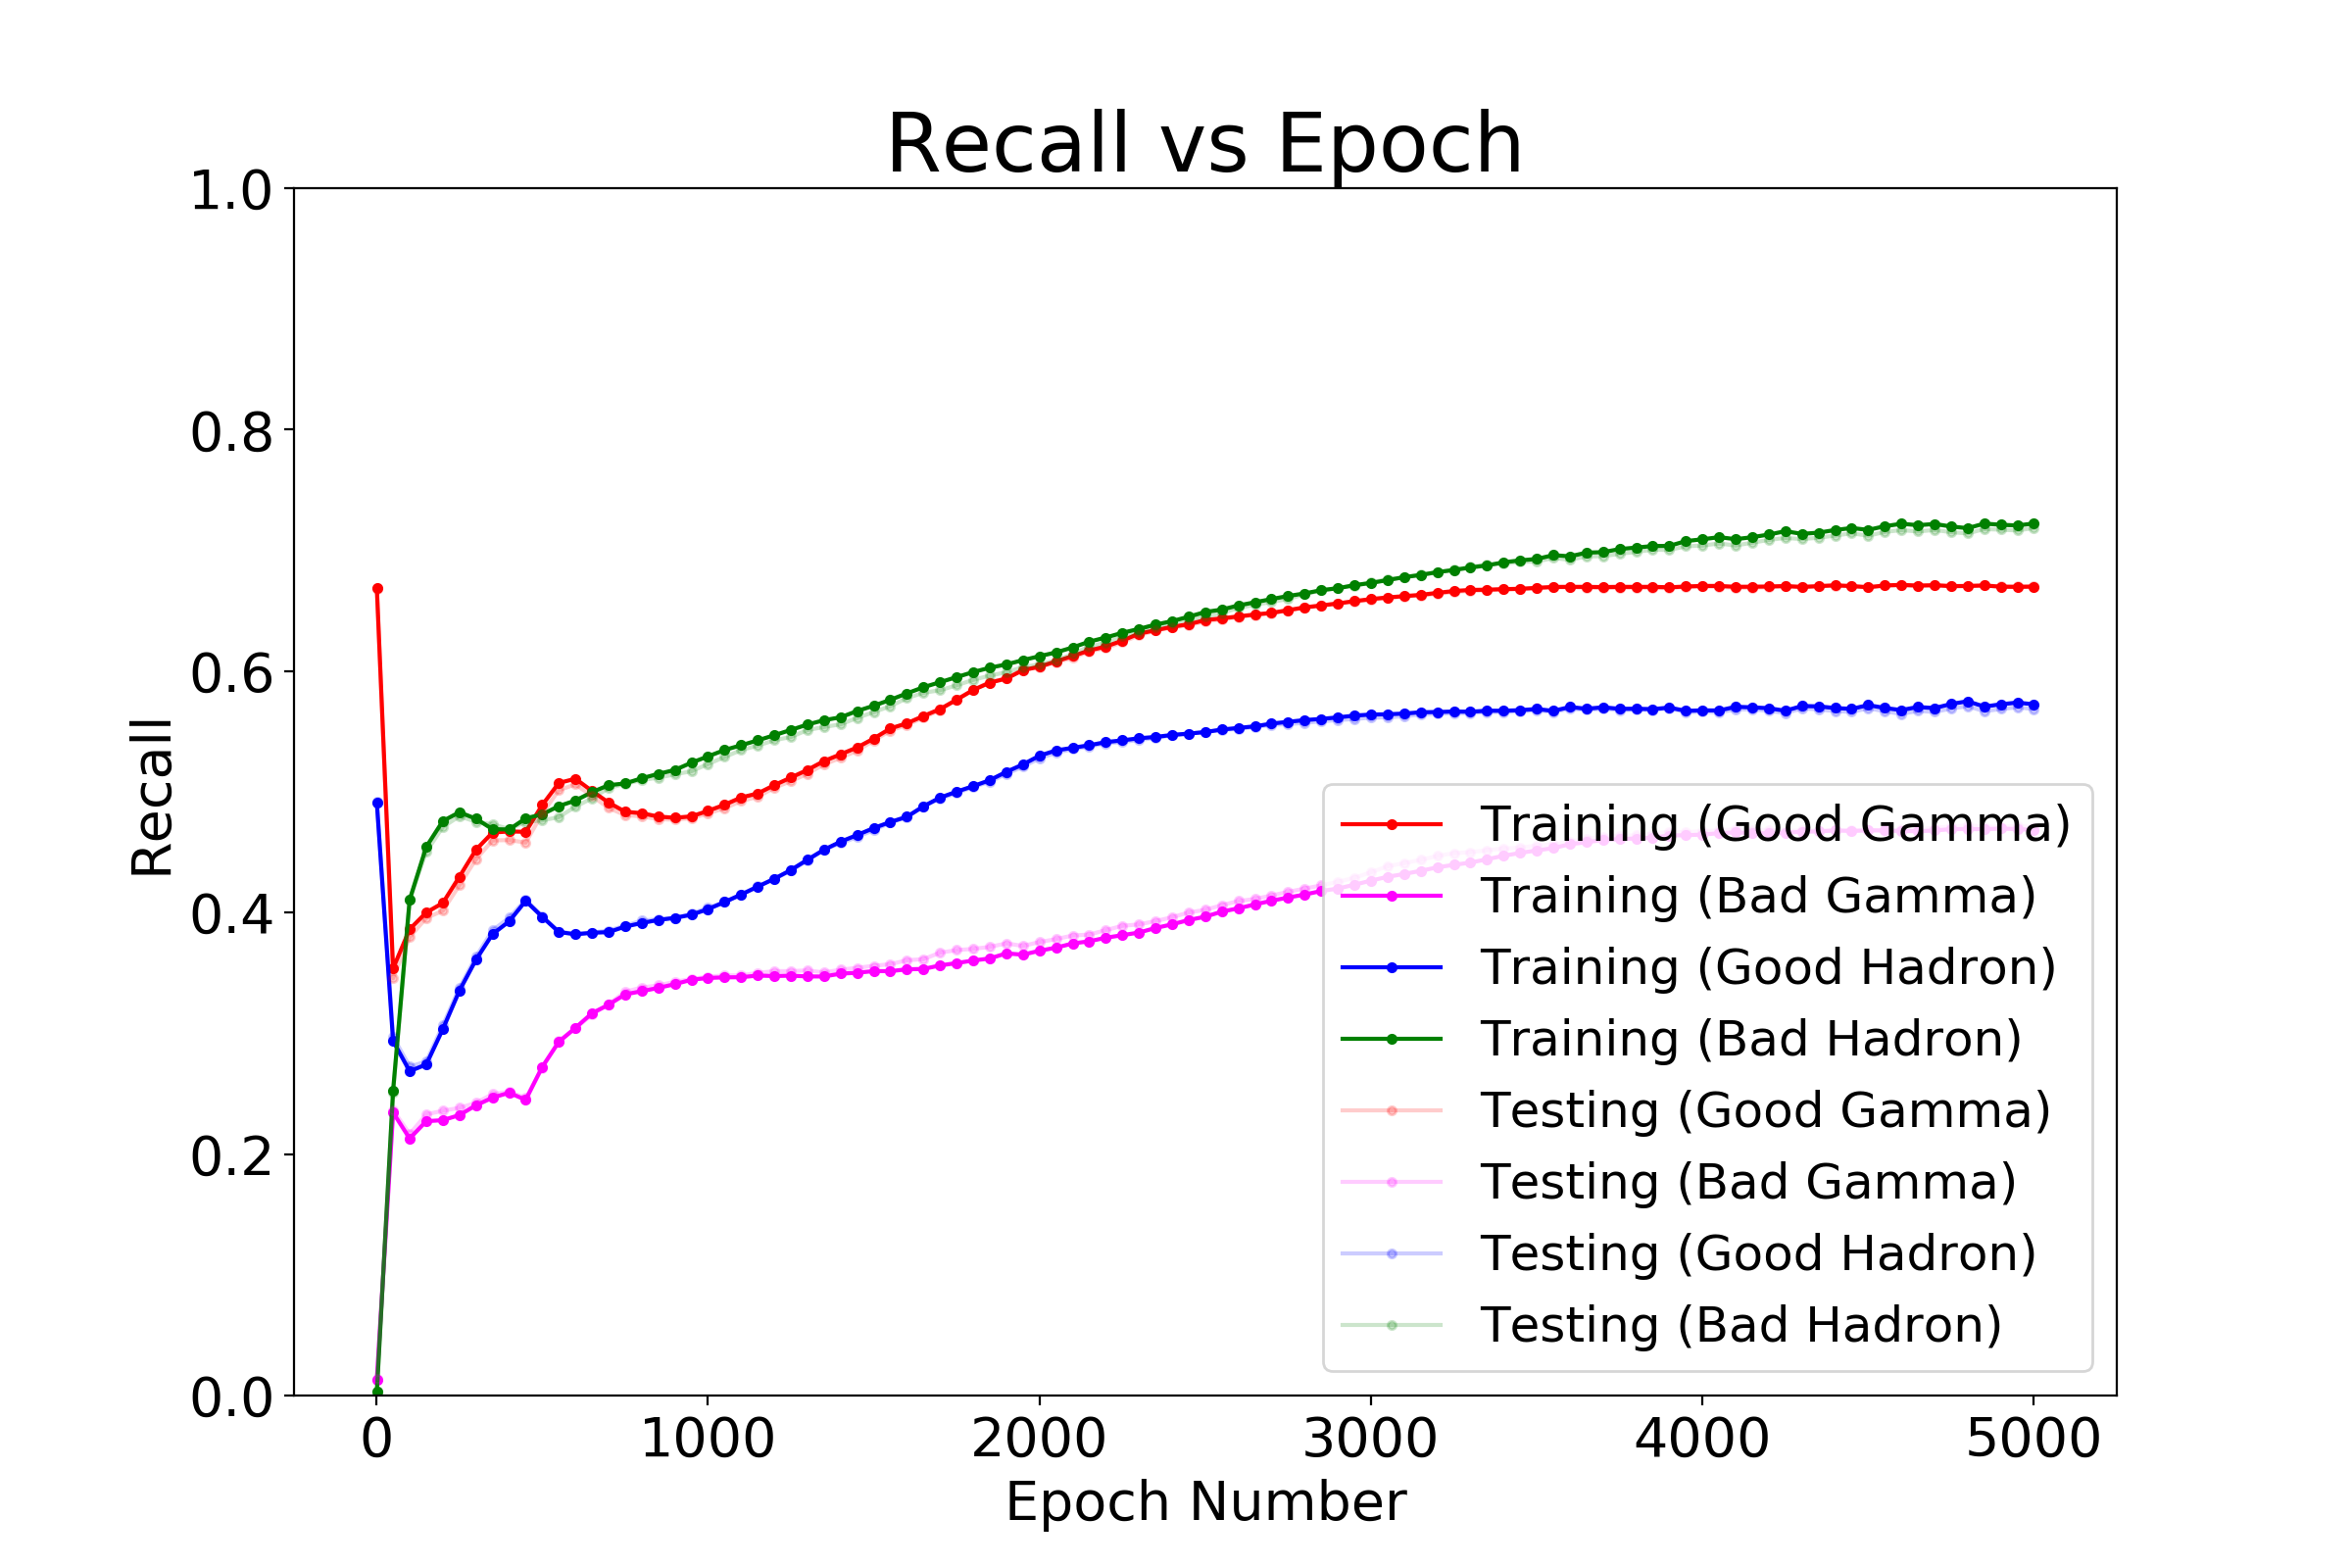 Recall vs Epoch
1.0
0.8
0.6
0.4
0.2
0.0
Recall
0 1000 2000 3000 4000 5000
Epoch Number
Training (Good Gamma)
Training (Bad Gamma)
Training (Good Hadron)
Training (Bad Hadron)
Testing (Good Gamma)
Testing (Bad Gamma)
Testing (Good Hadron)
Testing (Bad Hadron)